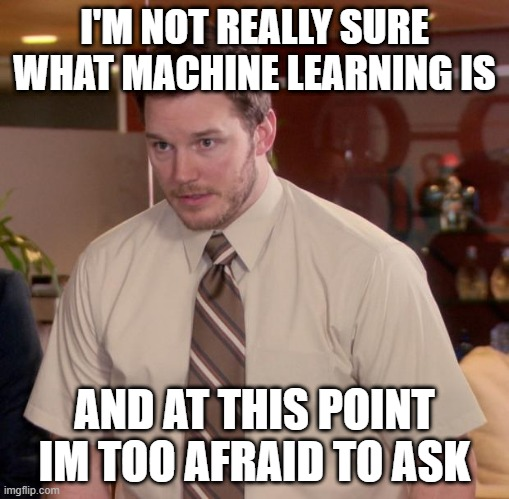 I'M NOT REALLY SURE
WHAT MACHINE LEARNING IS
AND AT THIS POINT
IM TOO AFRAID TO ASK
imgflip.com